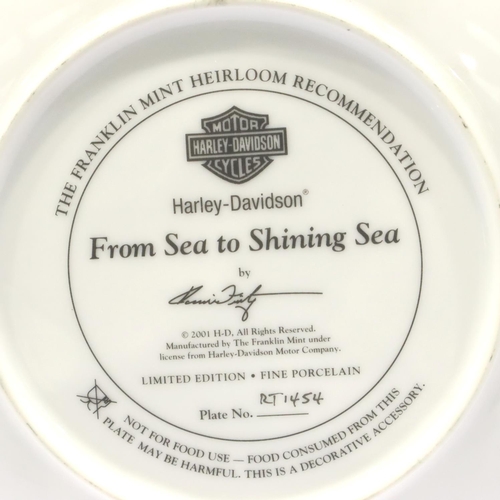 THE FRANKLIN MINT HEIRLOOM RECOMMENDATION
MOTOR
HARLEY-DAVIDSON
CYCLES
Harley-Davidson®
From Sea to Shining Sea
by
© 2001 H-D, All Rights Reserved.
Manufactured by The Franklin Mint under
license from Harley-Davidson Motor Company.
LIMITED EDITION • FINE PORCELAIN
Plate No. RT1454
NOT FOR FOOD USE — FOOD CONSUMED FROM THIS
PLATE MAY BE HARMFUL. THIS IS A DECORATIVE ACCESSORY.